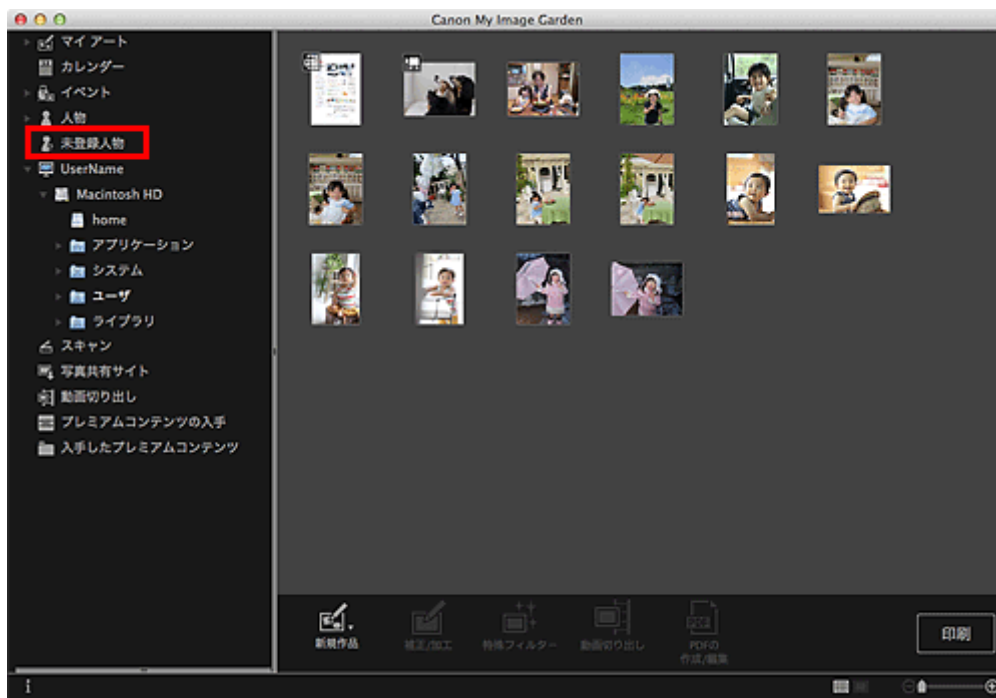 Canon My Image Garden
マイ アート
カレンダー
イベント
人物
未登録人物
UserName
Macintosh HD
home
アプリケーション
システム
ユーザ
ライブラリ
スキャン
写真共有サイト
動画切り出し
プレミアムコンテンツの入手
入手したプレミアムコンテンツ
新規作品
補正/加工
特殊フィルター
動画切り出し
PDFの
作成/編集
印刷